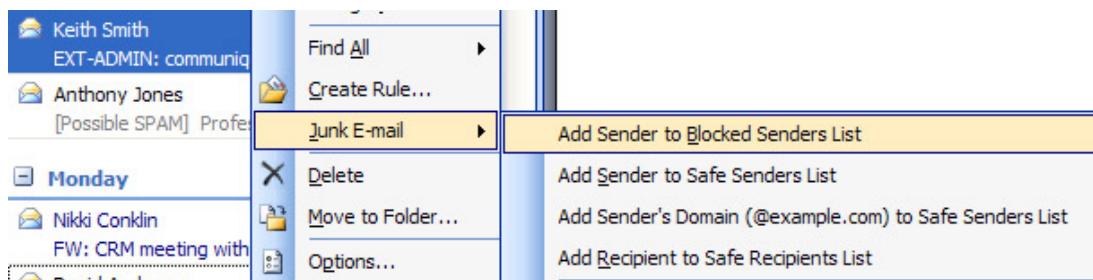 Keith Smith
EXT-ADMIN: communiq
Anthony Jones
[Possible SPAM] Profes
Monday
Nikki Conklin
FW: CRM meeting with
Find All
Create Rule...
Junk E-mail
Delete
Move to Folder...
Options...
Add Sender to Blocked Senders List
Add Sender to Safe Senders List
Add Sender's Domain (@example.com) to Safe Senders List
Add Recipient to Safe Recipients List